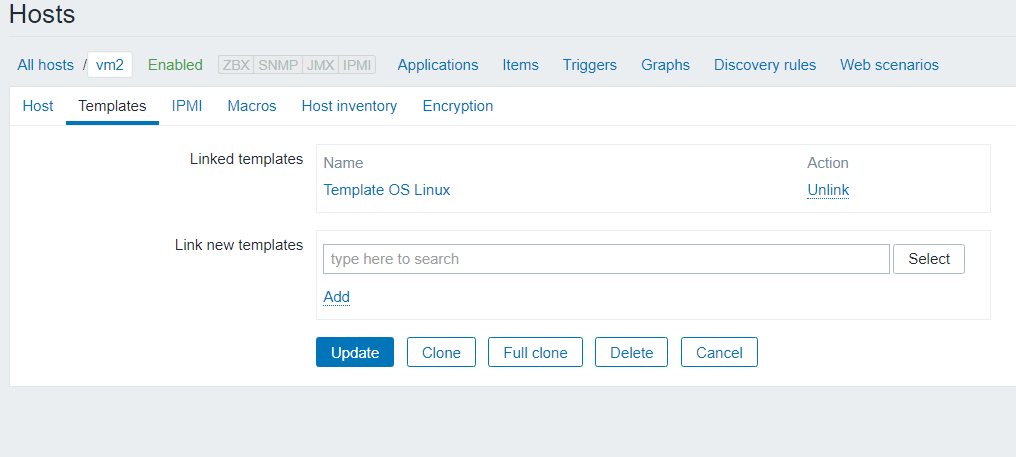 Hosts
All hosts / vm2 Enabled ZBX SNMP JMX IPMI Applications Items Triggers Graphs Discovery rules Web scenarios
Host Templates IPMI Macros Host inventory Encryption
Linked templates Name Action
Template OS Linux Unlink
Link new templates
type here to search Select
Add
Update Clone Full clone Delete Cancel